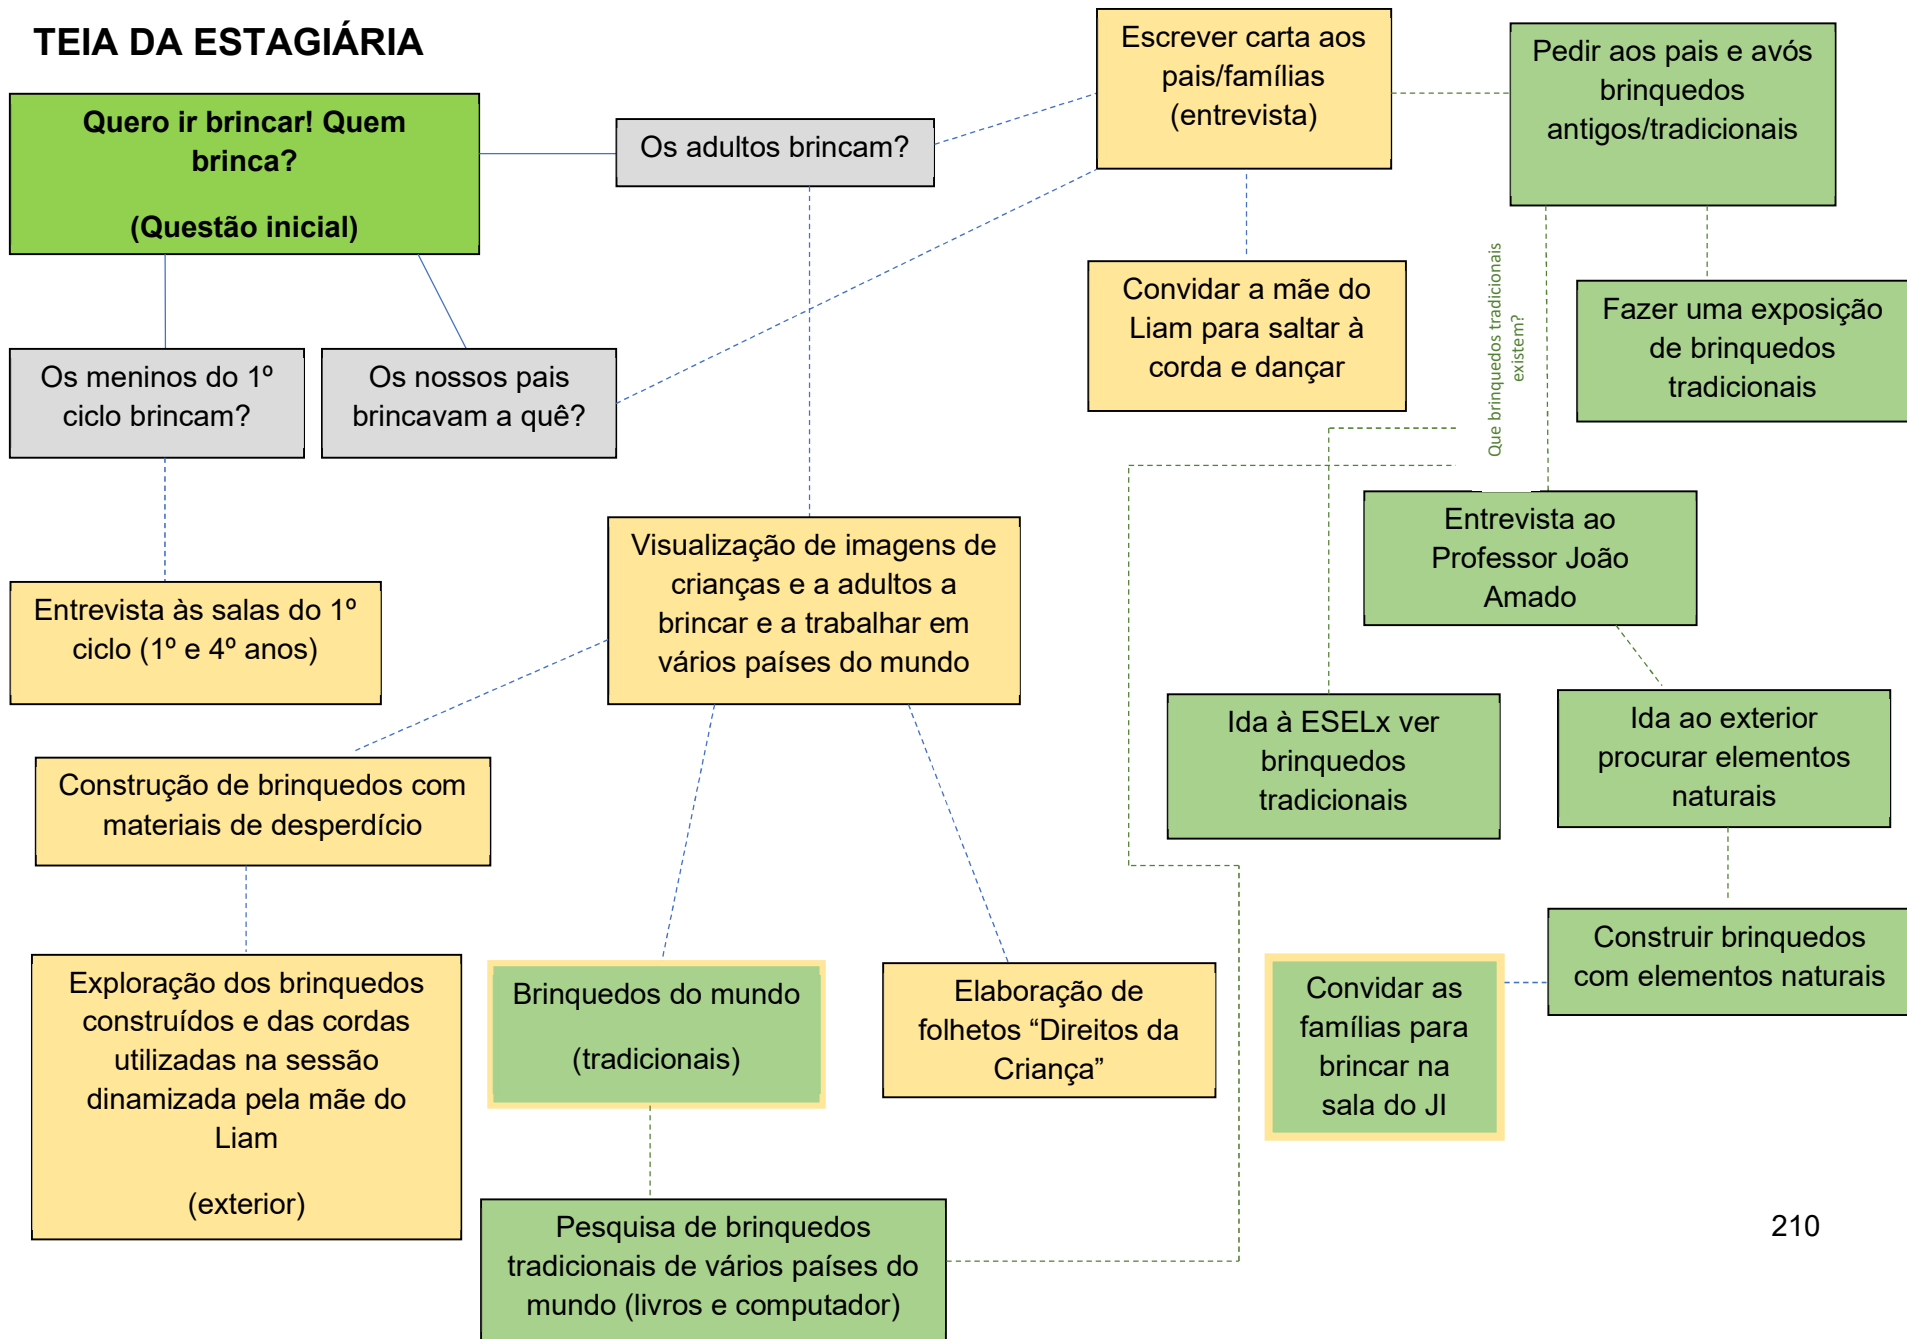 TEIA DA ESTAGIÁRIA
Quero ir brincar! Quem
brinca?
(Questão inicial)
Os adultos brincam?
Escrever carta aos
pais/famílias
(entrevista)
Pedir aos pais e avós
brinquedos
antigos/tradicionais
Os meninos do 1º
ciclo brincam?
Os nossos pais
brincavam a quê?
Convidar a mãe do
Liam para saltar à
corda e dançar
Que brinquedos tradicionais
existem?
Fazer uma exposição
de brinquedos
tradicionais
Entrevista às salas do 1º
ciclo (1º e 4º anos)
Visualização de imagens de
crianças e a adultos a
brincar e a trabalhar em
vários países do mundo
Entrevista ao
Professor João
Amado
Construção de brinquedos com
materiais de desperdício
Ida à ESELx ver
brinquedos
tradicionais
Ida ao exterior
procurar elementos
naturais
Exploração dos brinquedos
construídos e das cordas
utilizadas na sessão
dinamizada pela mãe do
Liam
(exterior)
Brinquedos do mundo
(tradicionais)
Elaboração de
folhetos “Direitos da
Criança”
Convidar as
famílias para
brincar na
sala do JI
Construir brinquedos
com elementos naturais
Pesquisa de brinquedos
tradicionais de vários países do
mundo (livros e computador)
210